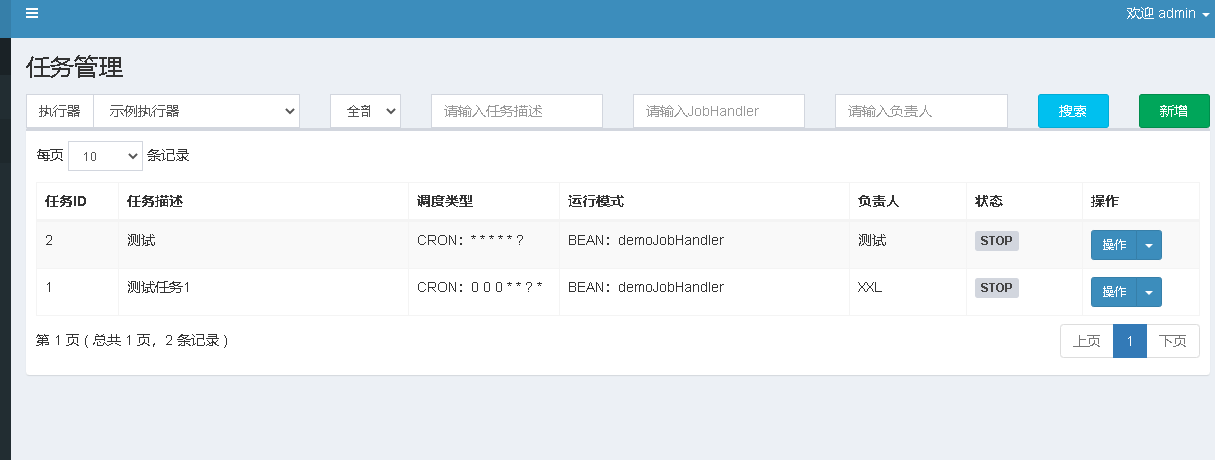 欢迎 admin
任务管理
执行器 示例执行器 全部 请输入任务描述 请输入JobHandler 请输入负责人 搜索 新增
每页 10 条记录
任务ID 任务描述 调度类型 运行模式 负责人 状态 操作
2 测试 CRON：* * * * * ? BEAN：demoJobHandler 测试 STOP 操作
1 测试任务1 CRON：0 0 0 * * ? * BEAN：demoJobHandler XXL STOP 操作
第 1 页 ( 总共 1 页，2 条记录 ) 上页 1 下页